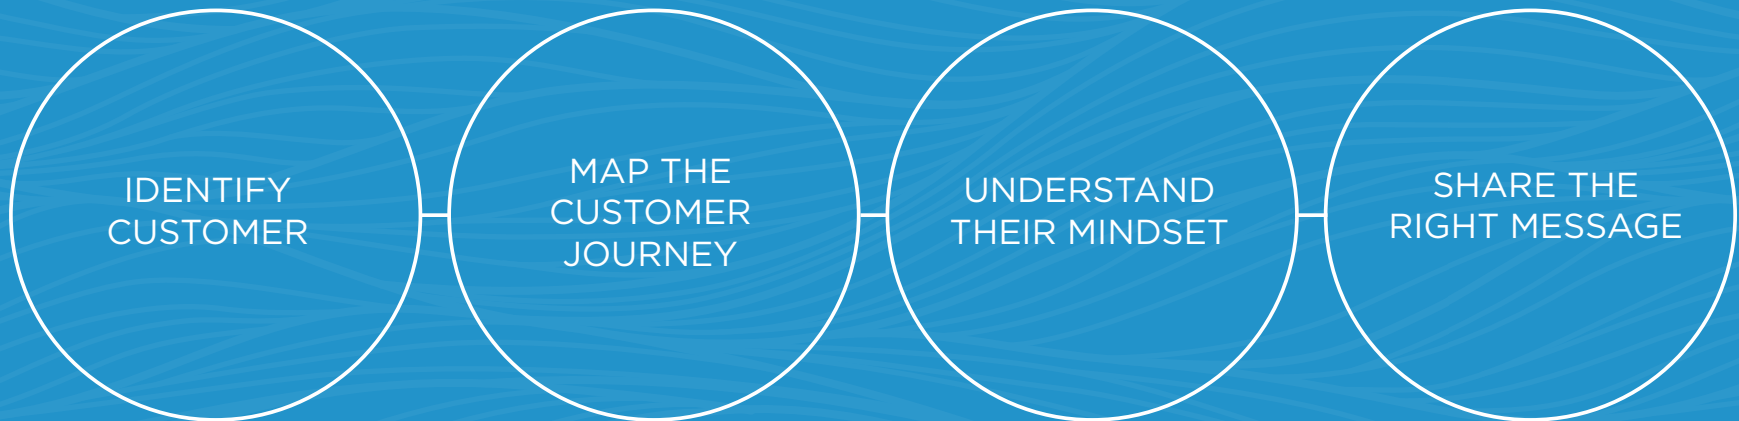 IDENTIFY
CUSTOMER
MAP THE
CUSTOMER
JOURNEY
UNDERSTAND
THEIR MINDSET
SHARE THE
RIGHT MESSAGE